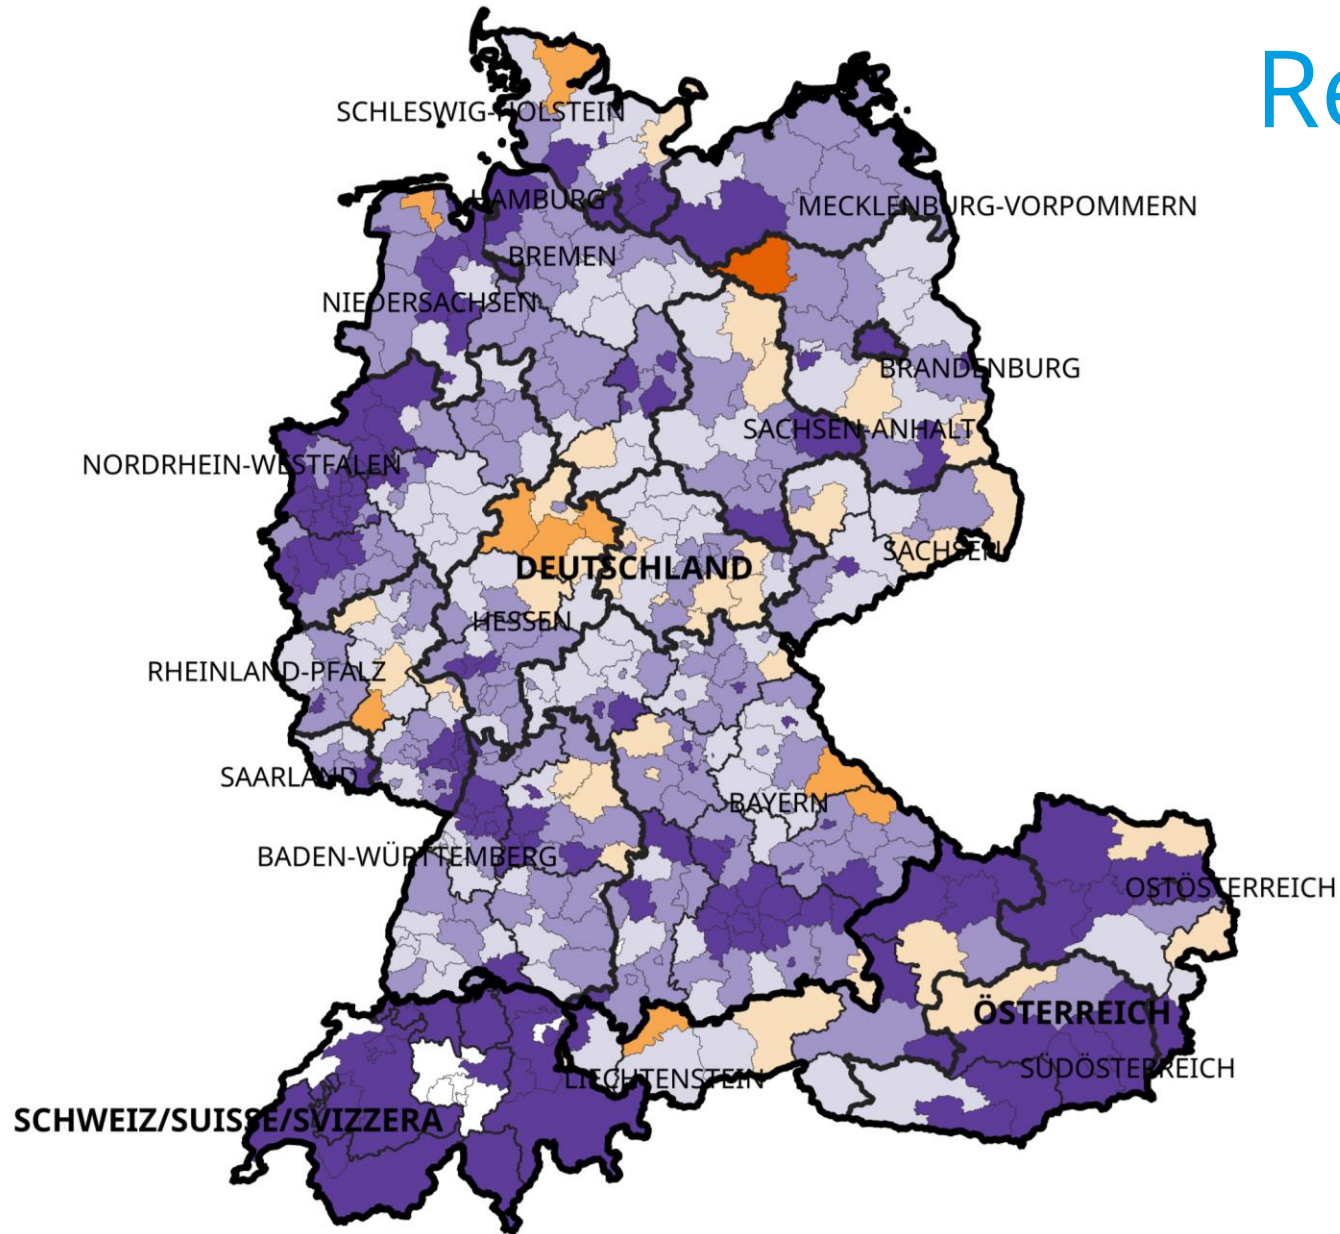 Re
SCHLESWIG-HOLSTEIN
HAMBURG
MECKLENBURG-VORPOMMERN
BREMEN
NIEDERSACHSEN
BRANDENBURG
SACHSEN-ANHALT
NORDRHEIN-WESTFALEN
SACHSEN
DEUTSCHLAND
HESSEN
RHEINLAND-PFALZ
SAARLAND
BAYERN
BADEN-WÜRTTEMBERG
OSTÖSTERREICH
ÖSTERREICH
SÜDÖSTERREICH
LIECHTENSTEIN
SCHWEIZ/SUISSE/SVIZZERA